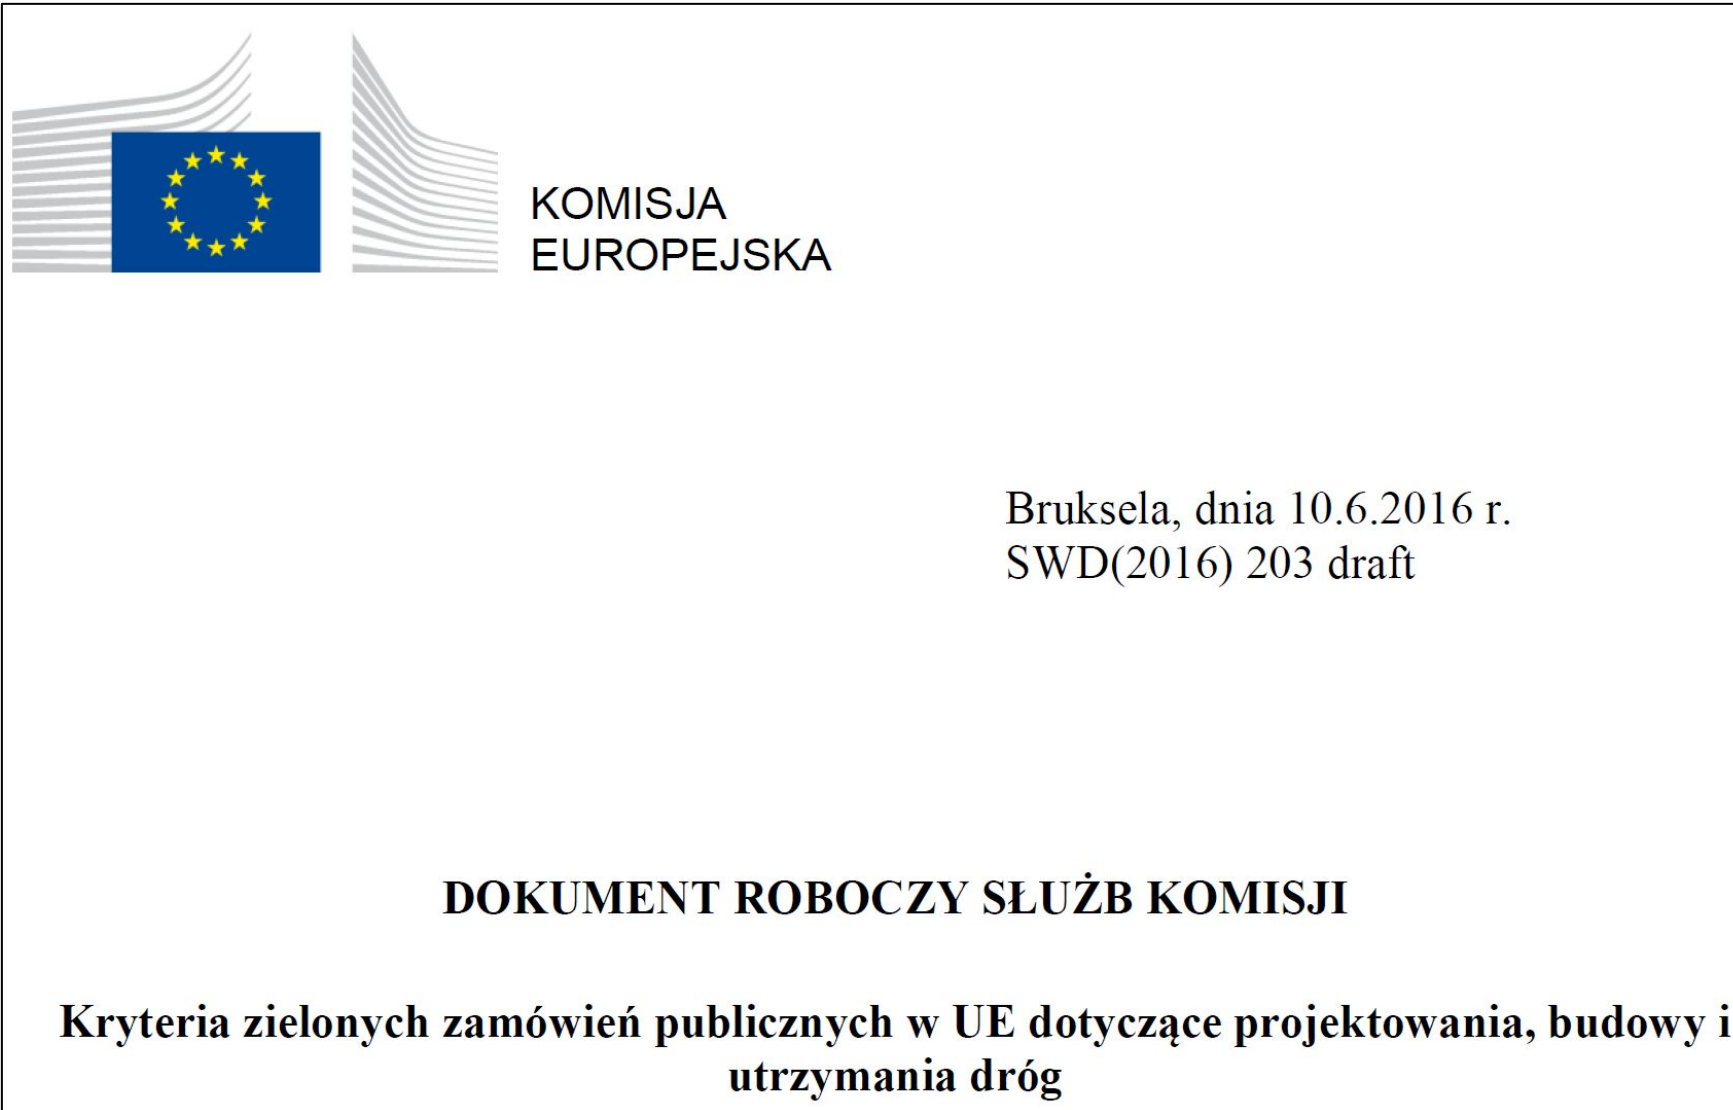 KOMISJA
EUROPEJSKA
Bruksela, dnia 10.6.2016 r.
SWD(2016) 203 draft
DOKUMENT ROBOCZY SŁUŻB KOMISJI
Kryteria zielonych zamówień publicznych w UE dotyczące projektowania, budowy i
utrzymania dróg